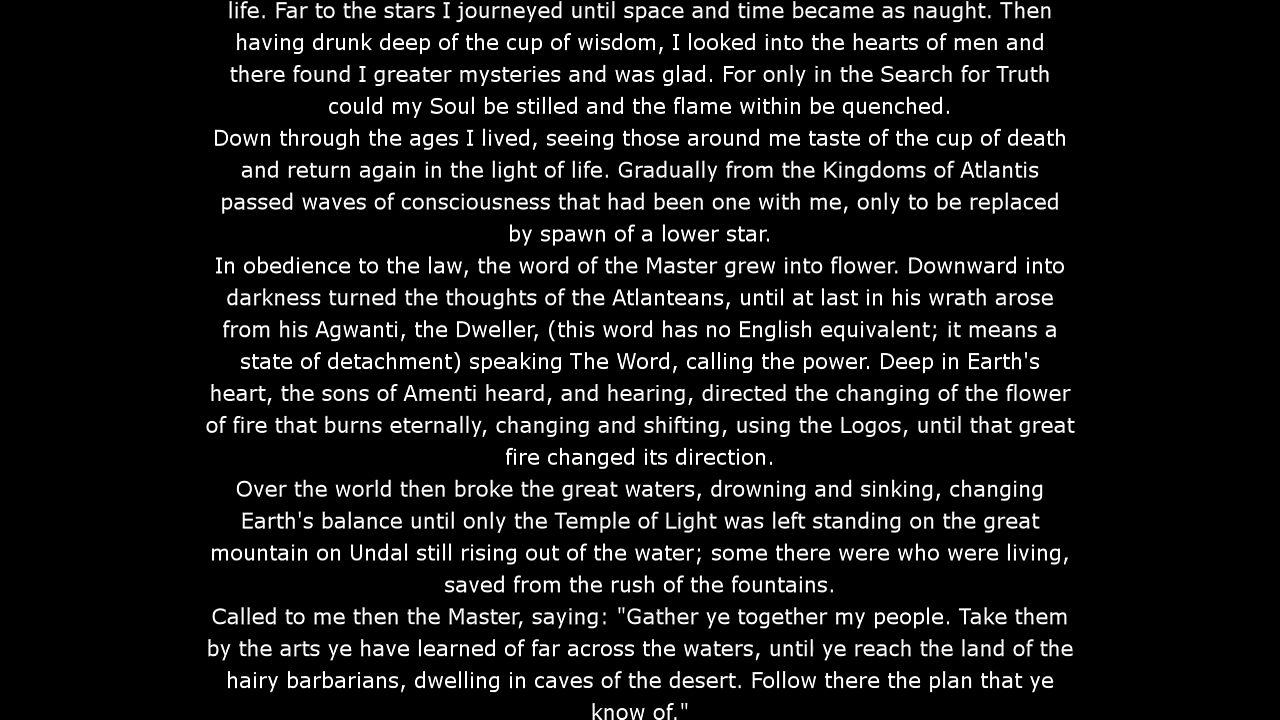 life. Far to the stars I journeyed until space and time became as naught. Then
having drunk deep of the cup of wisdom, I looked into the hearts of men and
there found I greater mysteries and was glad. For only in the Search for Truth
could my Soul be stilled and the flame within be quenched.
Down through the ages I lived, seeing those around me taste of the cup of death
and return again in the light of life. Gradually from the Kingdoms of Atlantis
passed waves of consciousness that had been one with me, only to be replaced
by spawn of a lower star.
In obedience to the law, the word of the Master grew into flower. Downward into
darkness turned the thoughts of the Atlanteans, until at last in his wrath arose
from his Agwanti, the Dweller, (this word has no English equivalent; it means a
state of detachment) speaking The Word, calling the power. Deep in Earth's
heart, the sons of Amenti heard, and hearing, directed the changing of the flower
of fire that burns eternally, changing and shifting, using the Logos, until that great
fire changed its direction.
Over the world then broke the great waters, drowning and sinking, changing
Earth's balance until only the Temple of Light was left standing on the great
mountain on Undal still rising out of the water; some there were who were living,
saved from the rush of the fountains.
Called to me then the Master, saying: "Gather ye together my people. Take them
by the arts ye have learned of far across the waters, until ye reach the land of the
hairy barbarians, dwelling in caves of the desert. Follow there the plan that ye
know of."